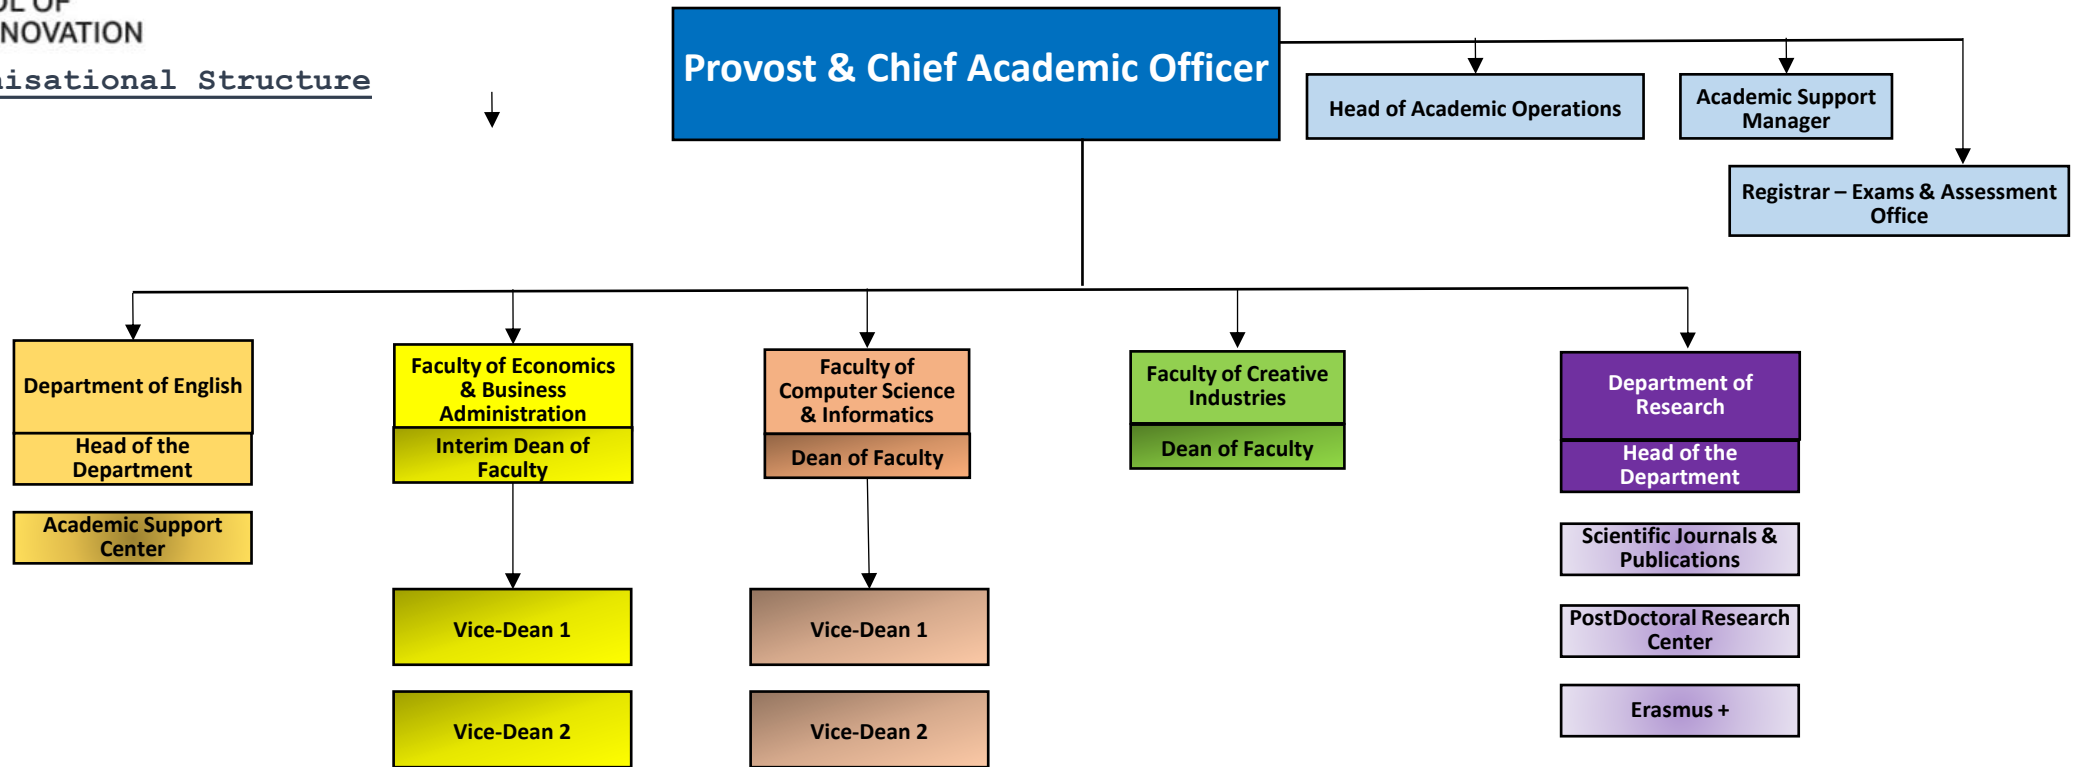 NOVATION
Structure
Provost & Chief Academic Officer
Head of Academic Operations
Academic Support
Manager
Registrar – Exams & Assessment
Office
Department of English
Head of the
Department
Academic Support
Center
Faculty of Economics
& Business
Administration
Interim Dean of
Faculty
Vice-Dean 1
Vice-Dean 2
Faculty of
Computer Science
& Informatics
Dean of Faculty
Vice-Dean 1
Vice-Dean 2
Faculty of Creative
Industries
Dean of Faculty
Department of
Research
Head of the
Department
Scientific Journals &
Publications
PostDoctoral Research
Center
Erasmus +